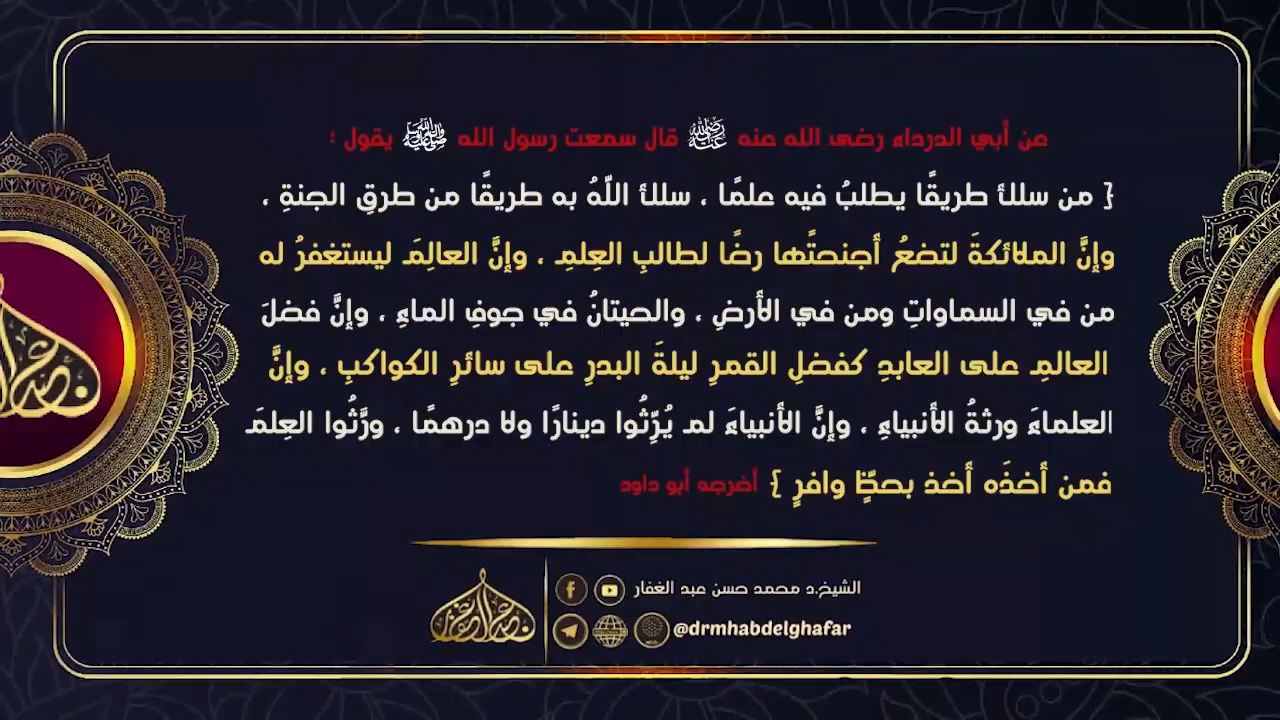 عن أبي الدرداء رضى الله عنه رضي الله عنه قال سمعت رسول الله ﷺ يقول :
{ من سلك طريقًا يطلبُ فيه علمًا ، سلك اللّهُ به طريقًا من طرقِ الجنةِ ،
وإنَّ الملائكةَ لتضعُ أجنحتَها رضًا لطالبِ العِلمِ ، وإنَّ العالِمَ ليستغفرُ له
من في السماواتِ ومن في الأرضِ ، والحيتانُ في جوفِ الماءِ ، وإنَّ فضلَ
العالمِ على العابدِ كفضلِ القمرِ ليلةَ البدرِ على سائرِ الكواكبِ ، وإنَّ
العلماءَ ورثةُ الأنبياءِ ، وإنَّ الأنبياءَ لم يُرِّثُوا دينارًا ولا درهمًا ، ورَّثُوا العِلمَ
فمن أخذَه أخذ بحظٍّ وافرٍ } أخرجه أبو داود
الشيخ.د محمد حسن عبد الغفار
@drmhabdelghafar